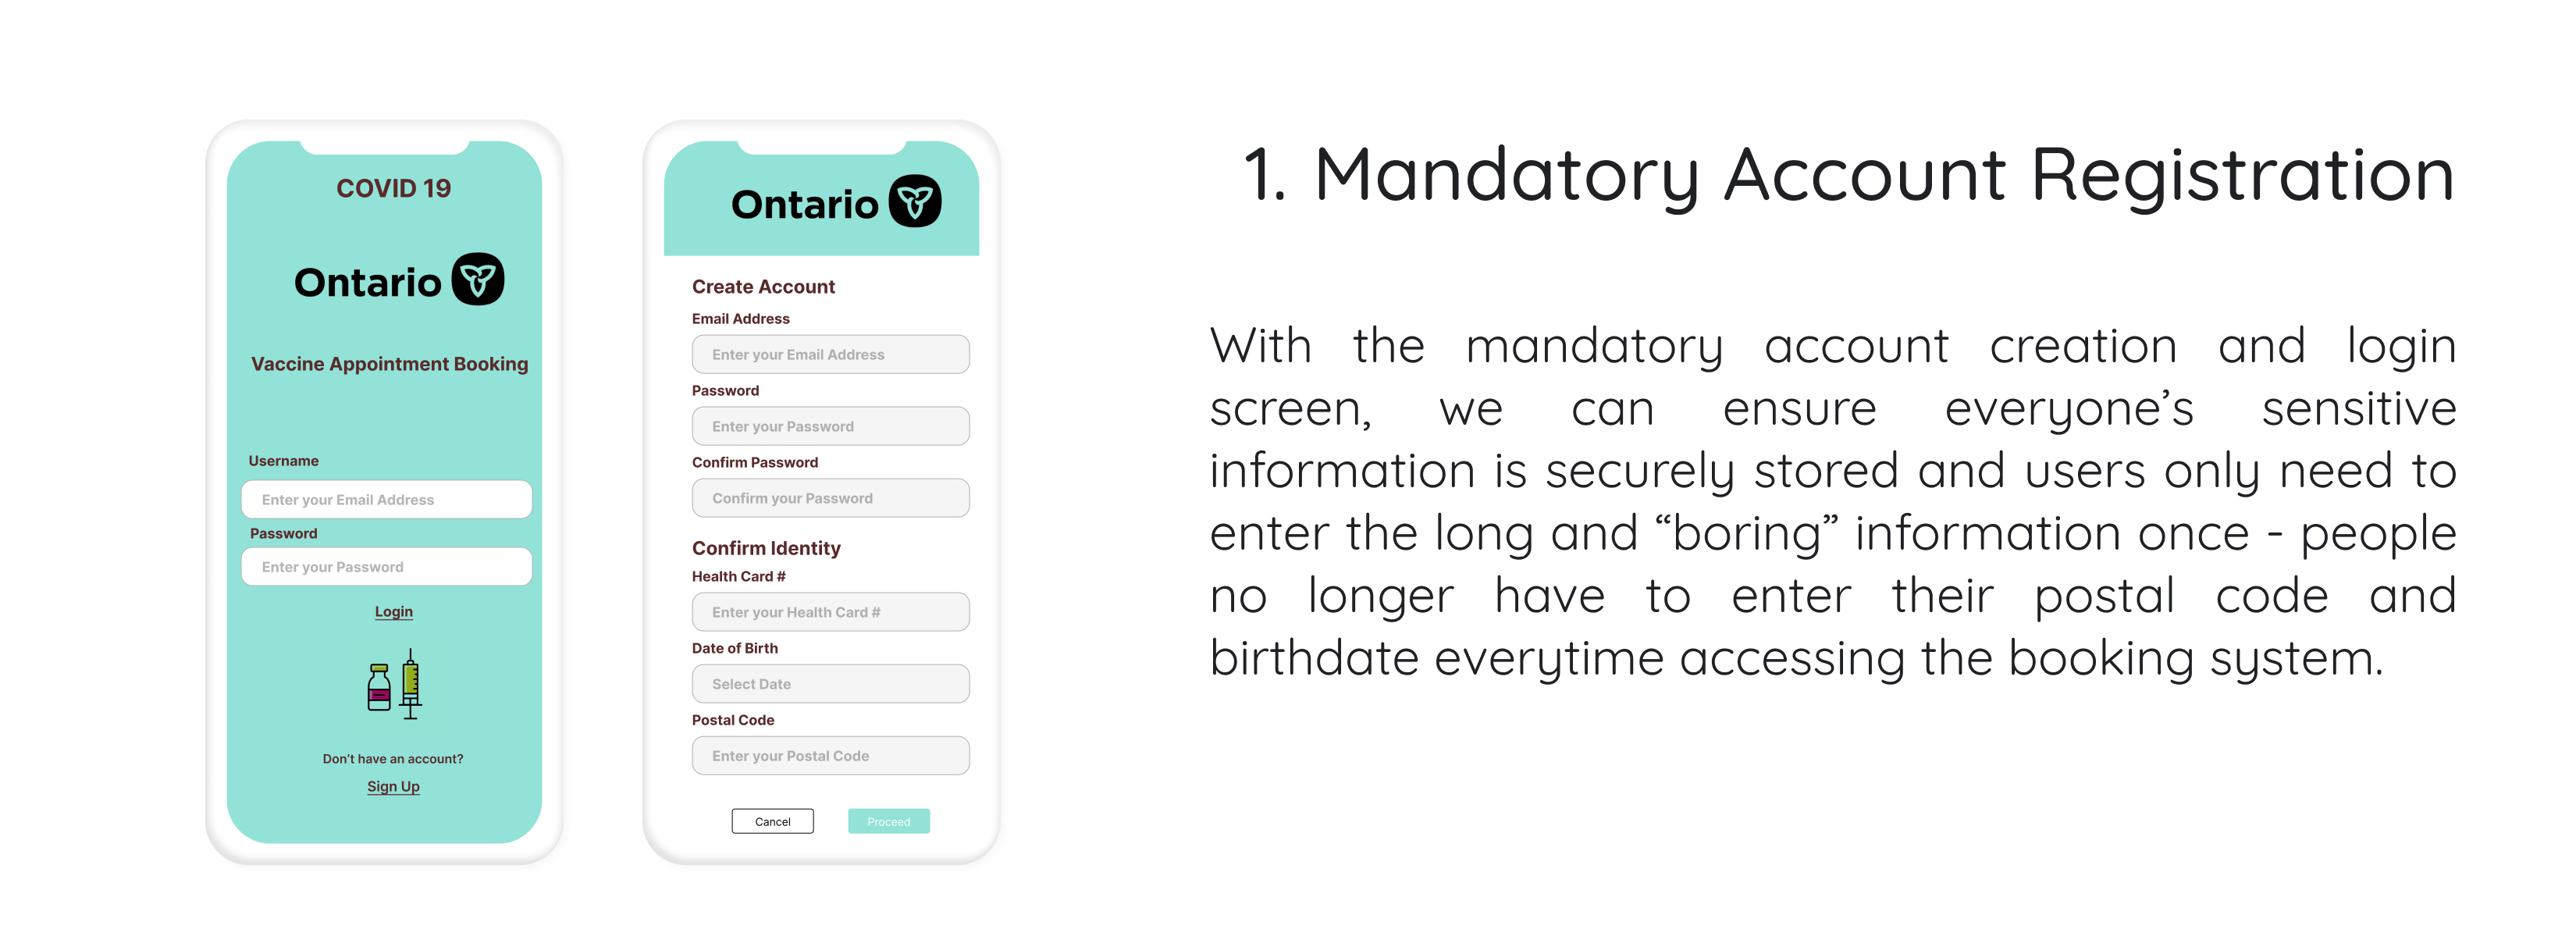 COVID 19
Ontario
Vaccine Appointment Booking
Username
Enter your Email Address
Password
Enter your Password
Login
Don't have an account?
Sign Up
Ontario
Create Account
Email Address
Enter your Email Address
Password
Enter your Password
Confirm Password
Confirm your Password
Confirm Identity
Health Card #
Enter your Health Card #
Date of Birth
Select Date
Postal Code
Enter your Postal Code
Cancel
Proceed
1. Mandatory Account Registration
With the mandatory account creation and login
screen, we can ensure everyone’s sensitive
information is securely stored and users only need to
enter the long and “boring” information once - people
no longer have to enter their postal code and
birthdate everytime accessing the booking system.